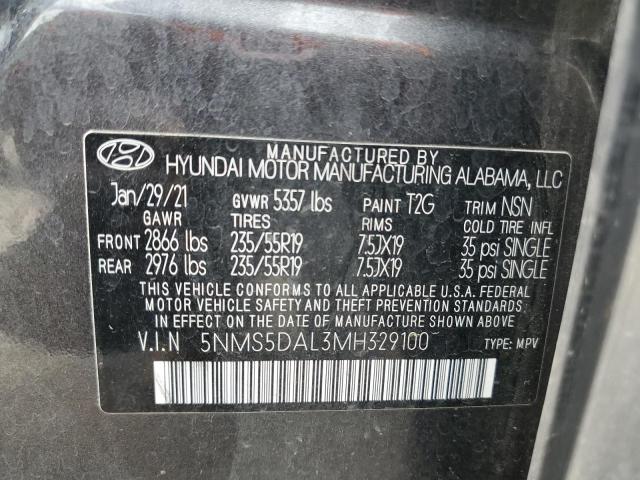 MANUFACTURED BY
HYUNDAI MOTOR MANUFACTURING ALABAMA, LLC
Jan/29/21 GVWR 5357 lbs PAINT T2G TRIM NSN
GAWR TIRES RIMS COLD TIRE INFL
FRONT 2866 lbs 235/55R19 7.5JX19 35 psi SINGLE
REAR 2976 lbs 235/55R19 7.5JX19 35 psi SINGLE
THIS VEHICLE CONFORMS TO ALL APPLICABLE U.S.A. FEDERAL
MOTOR VEHICLE SAFETY AND THEFT PREVENTION STANDARDS
IN EFFECT ON THE DATE OF MANUFACTURE SHOWN ABOVE.
V.I.N 5NMS5DAL3MH329100 TYPE: MPV